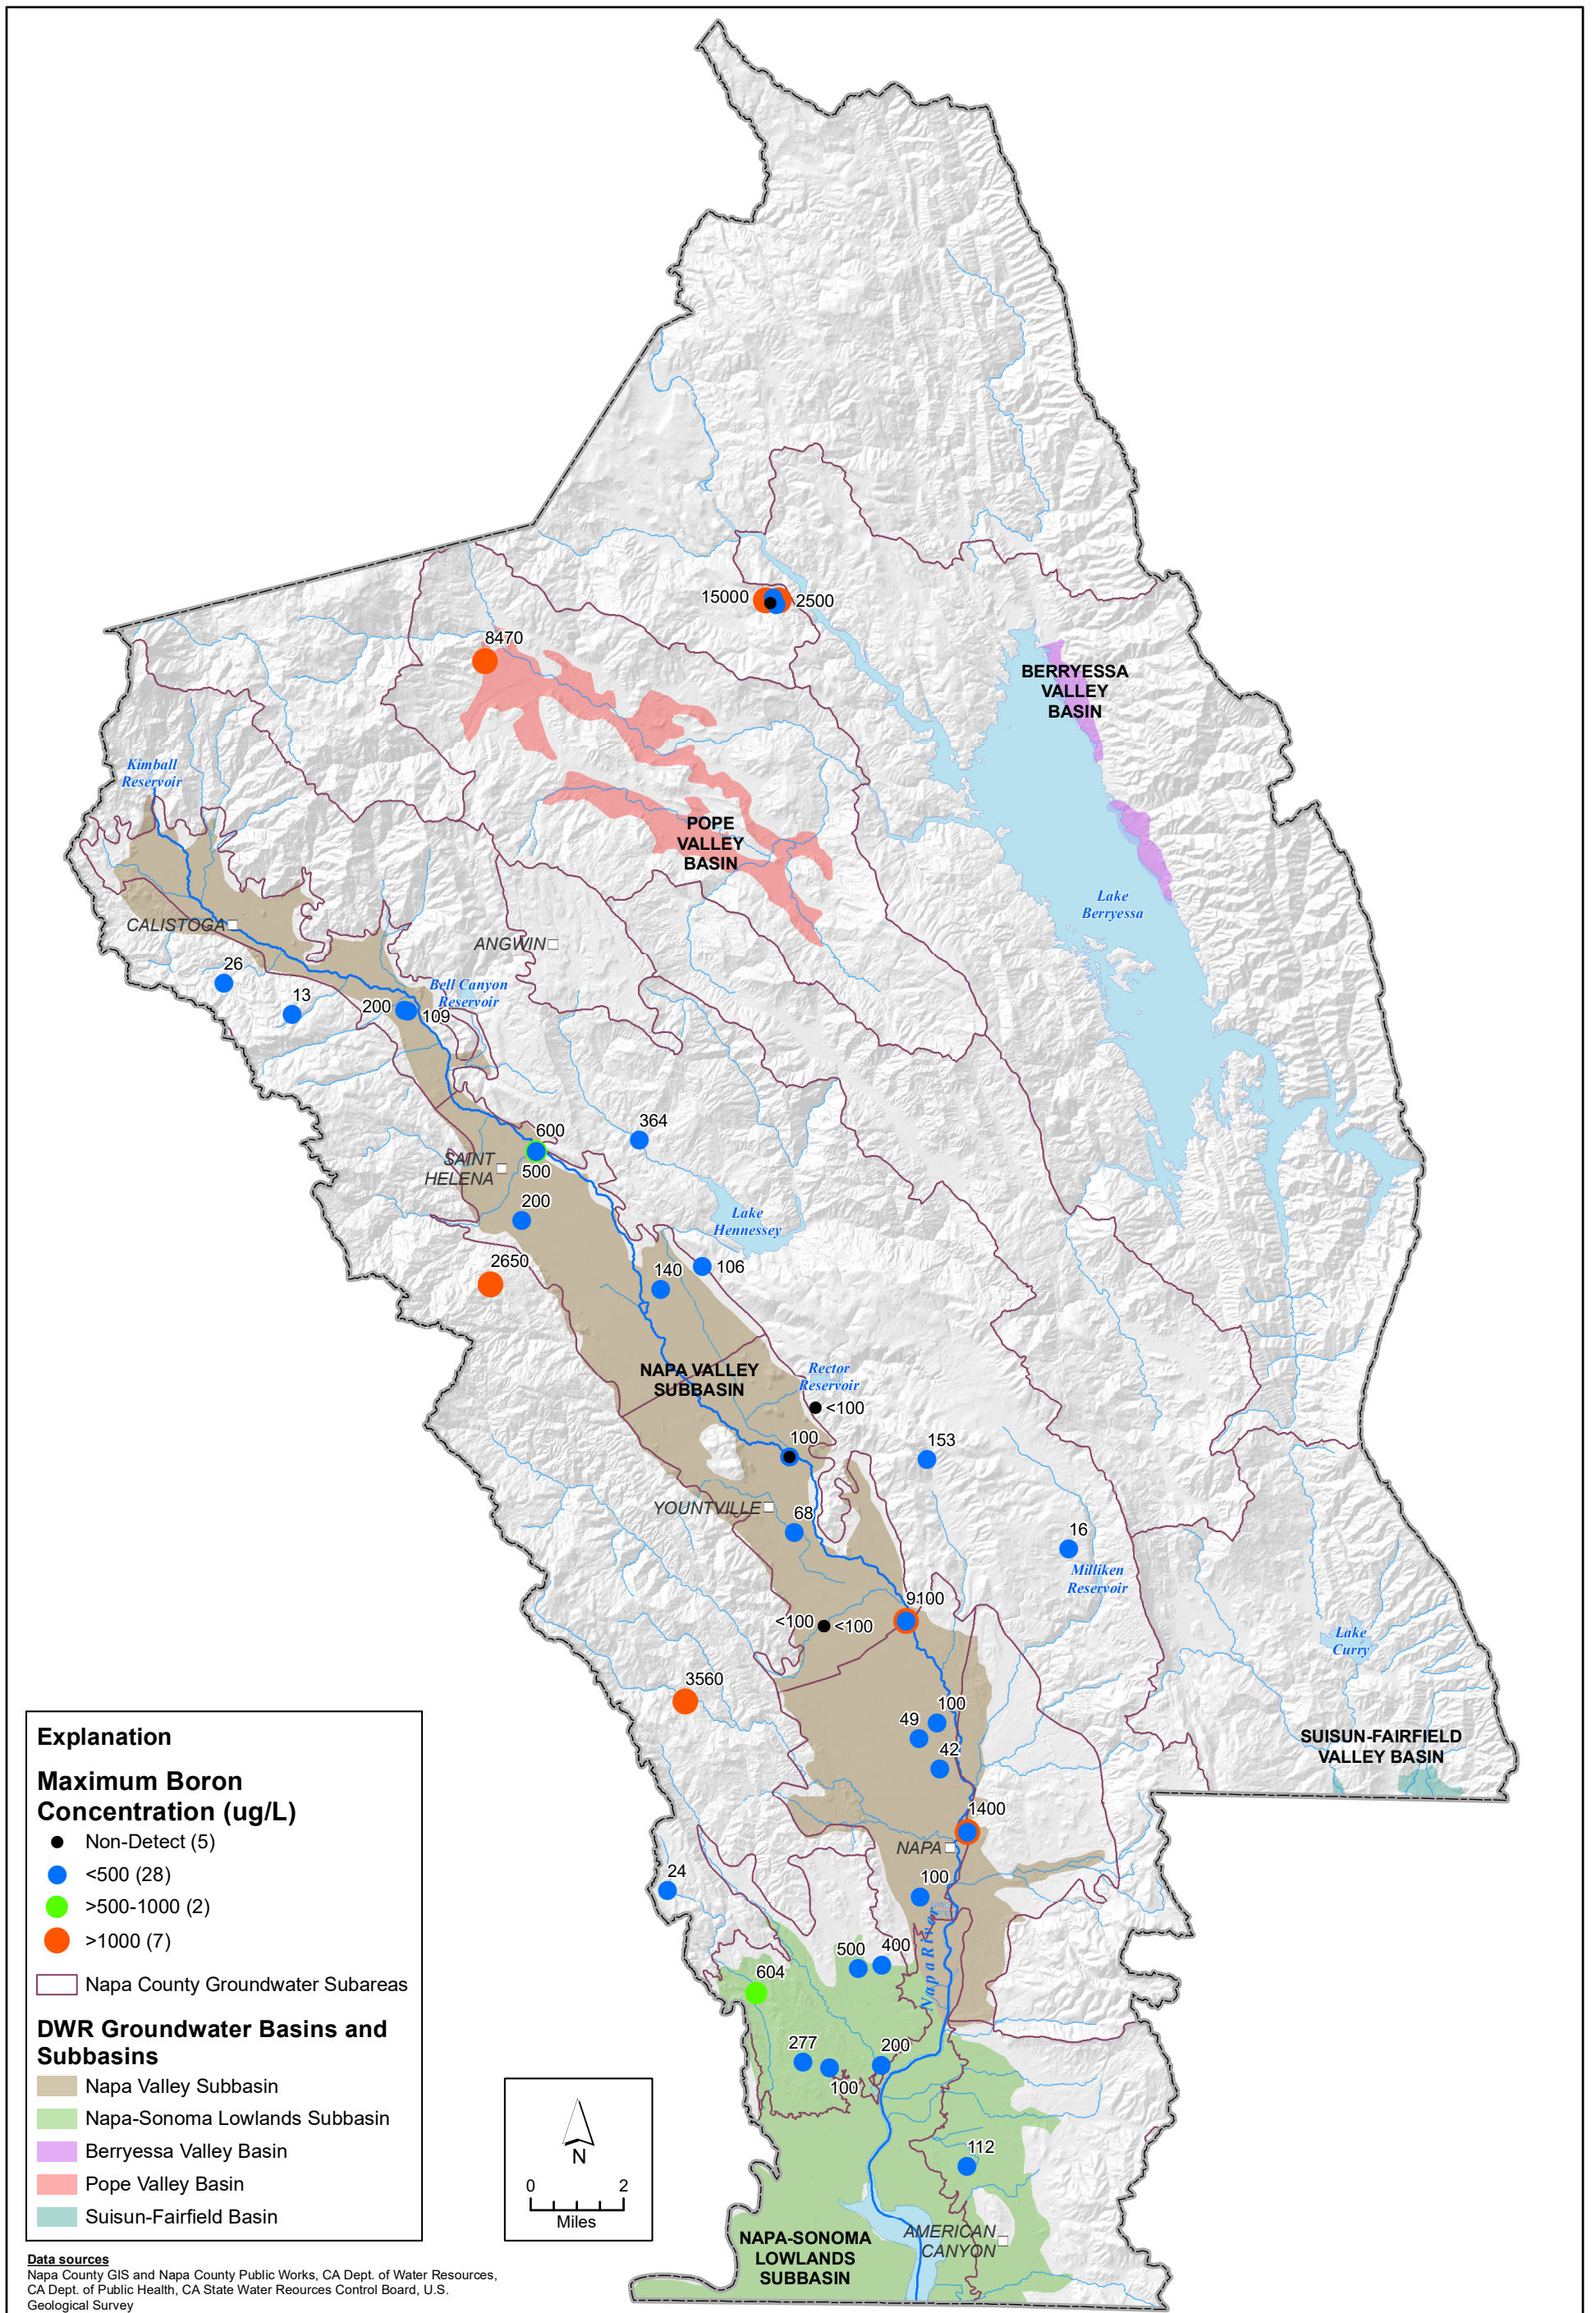 15000
2500
8470
BERRYESSA
VALLEY
BASIN
Kimball
Reservoir
POPE
VALLEY
BASIN
Lake
Berryessa
CALISTOGA
ANGWIN
26
Bell Canyon
Reservoir
13
200
109
364
600
SAINT
HELENA
500
200
Lake
Hennessey
2650
140
106
NAPA VALLEY
SUBBASIN
Rector
Reservoir
<100
100
153
YOUNTVILLE
68
16
Milliken
Reservoir
9100
<100
<100
Lake
Curry
3560
100
49
42
SUISUN-FAIRFIELD
VALLEY BASIN
1400
NAPA
24
100
Napa River
500
400
604
277
100
200
112
AMERICAN
CANYON
NAPA-SONOMA
LOWLANDS
SUBBASIN
Explanation
Maximum Boron
Concentration (ug/L)
Non-Detect (5)
<500 (28)
>500-1000 (2)
>1000 (7)
Napa County Groundwater Subareas
DWR Groundwater Basins and
Subbasins
Napa Valley Subbasin
Napa-Sonoma Lowlands Subbasin
Berryessa Valley Basin
Pope Valley Basin
Suisun-Fairfield Basin
N
0 2
Miles
Data sources
Napa County GIS and Napa County Public Works, CA Dept. of Water Resources,
CA Dept. of Public Health, CA State Water Reources Control Board, U.S.
Geological Survey